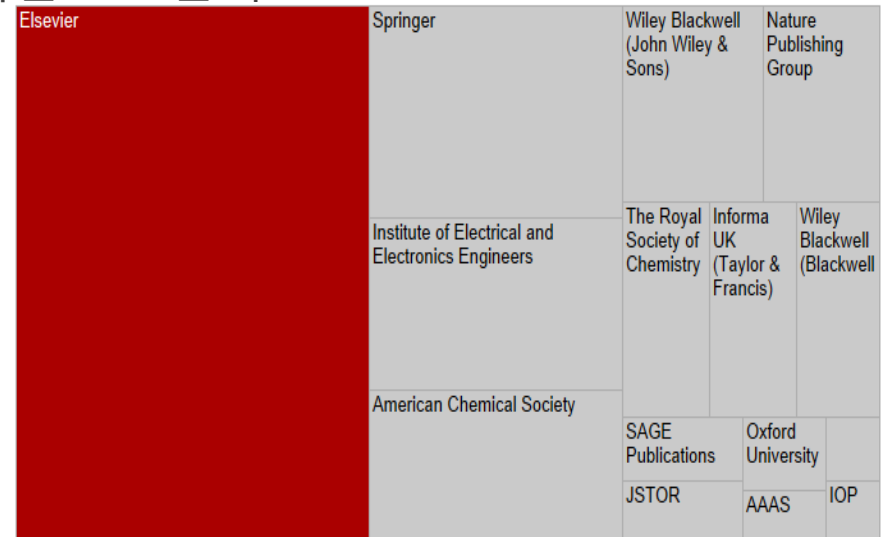 Elsevier
Springer
Wiley Blackwell
(John Wiley &
Sons)
Nature
Publishing
Group
Institute of Electrical and
Electronics Engineers
The Royal
Society of
Chemistry
Informa
UK
(Taylor &
Francis)
Wiley
Blackwell
(Blackwell
American Chemical Society
SAGE
Publications
Oxford
University
JSTOR
AAAS
IOP